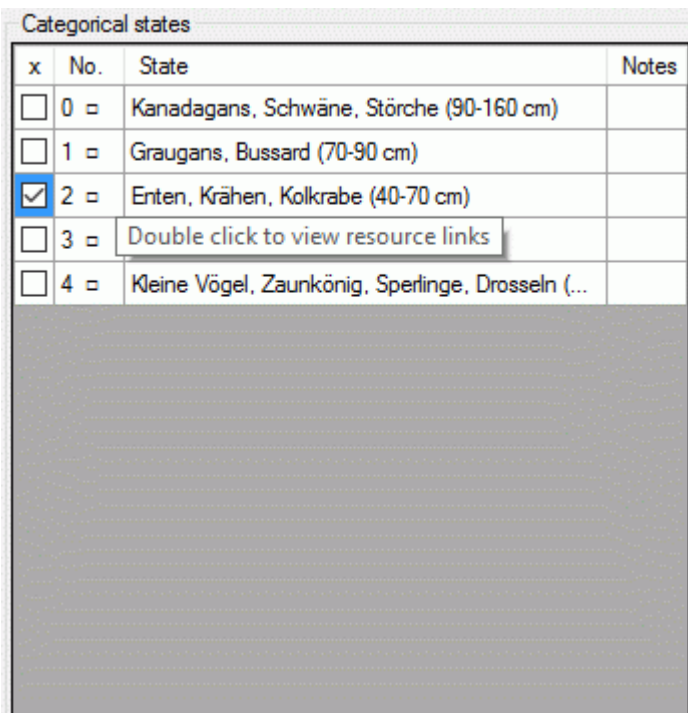 Categorical states
x No. State Notes
0 Kanadagans, Schwäne, Störche (90-160 cm)
1 Graugans, Bussard (70-90 cm)
2 Enten, Krähen, Kolkrabe (40-70 cm)
3 Double click to view resource links
4 Kleine Vögel, Zaunkönig, Sperlinge, Drosseln (...